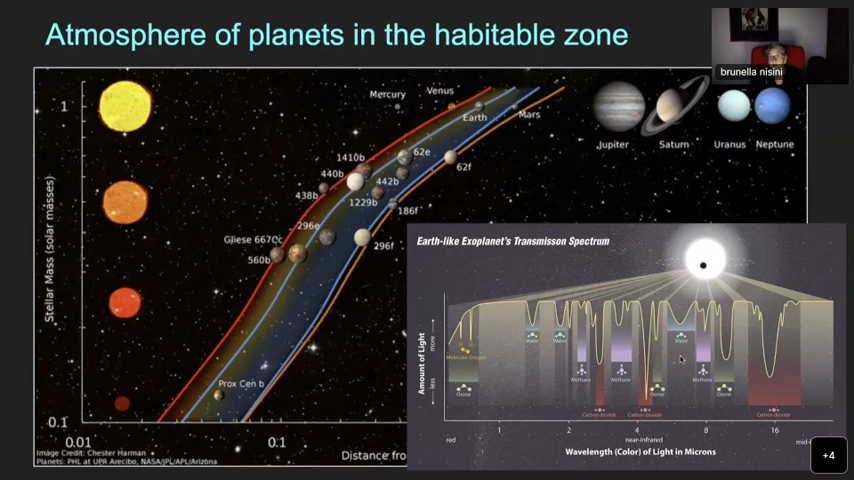 Atmosphere of planets in the habitable zone
brunella nisini
1
Mercury
Venus
Earth
Mars
Jupiter
Saturn
Uranus
Neptune
1410b
62e
440b
62f
442b
438b
1229b
186f
296e
Gliese 667Cc
296f
560b
Stellar Mass (solar masses)
Prox Cen b
0.1
0.01
0.1
Distance fro
Image Credit: Chester Harman
Planets: PHL at UPR Arecibo, NASA/JPL/APL/Arizona
Earth-like Exoplanet's Transmisson Spectrum
Amount of Light
more
less
Molecular Oxygen
Ozone
Water
Water
Methane
Carbon dioxide
Methane
Carbon dioxide
Ozone
Water
Methane
Ozone
Carbon dioxide
1
2
4
8
16
red
near-infrared
mid-i
Wavelength (Color) of Light in Microns
+4